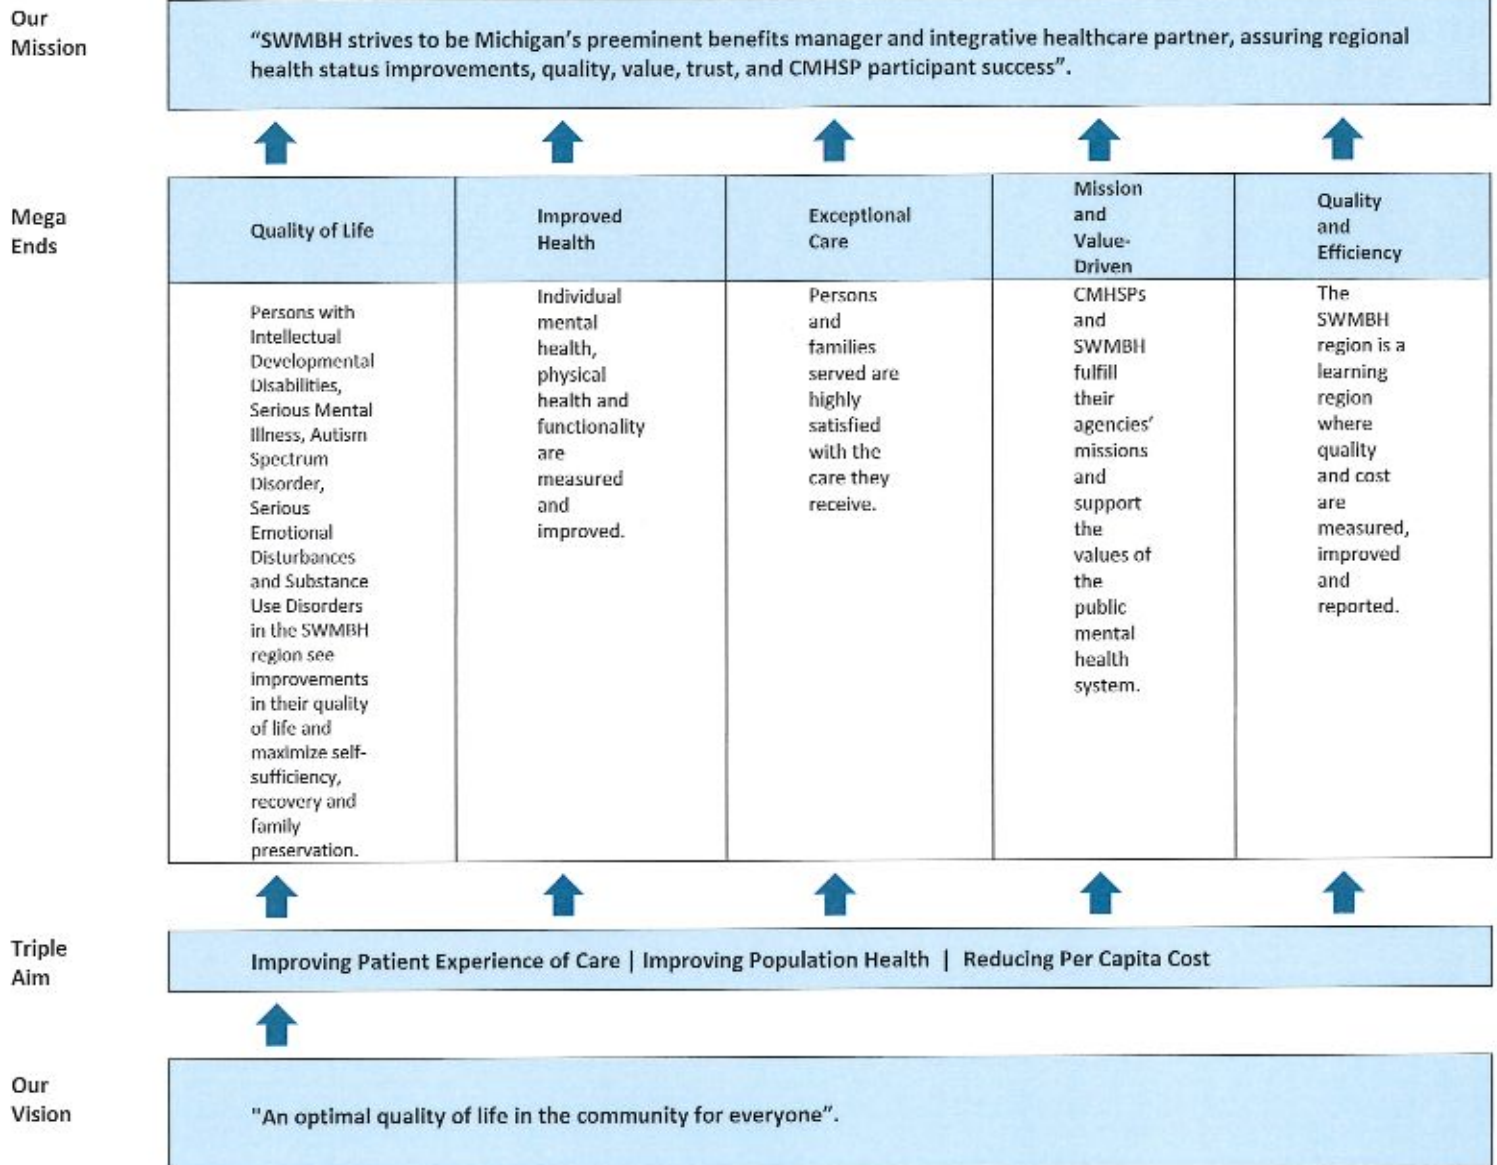 Our
Mission
“SWMBH strives to be Michigan’s preeminent benefits manager and integrative healthcare partner, assuring regional
health status improvements, quality, value, trust, and CMHSP participant success”.
Mega
Ends
Quality of Life
Improved
Health
Exceptional
Care
Mission
and
Value-
Driven
Quality
and
Efficiency
Persons with
Intellectual
Developmental
Disabilities,
Serious Mental
Illness, Autism
Spectrum
Disorder,
Serious
Emotional
Disturbances
and Substance
Use Disorders
in the SWMBH
region see
improvements
in their quality
of life and
maximize self-
sufficiency,
recovery and
family
preservation.
Individual
mental
health,
physical
health and
functionality
are
measured
and
improved.
Persons
and
families
served are
highly
satisfied
with the
care they
receive.
CMHSPs
and
SWMBH
fulfill
their
agencies’
missions
and
support
the
values of
the
public
mental
health
system.
The
SWMBH
region is a
learning
region
where
quality
and cost
are
measured,
improved
and
reported.
Triple
Aim
Improving Patient Experience of Care | Improving Population Health | Reducing Per Capita Cost
Our
Vision
"An optimal quality of life in the community for everyone”.